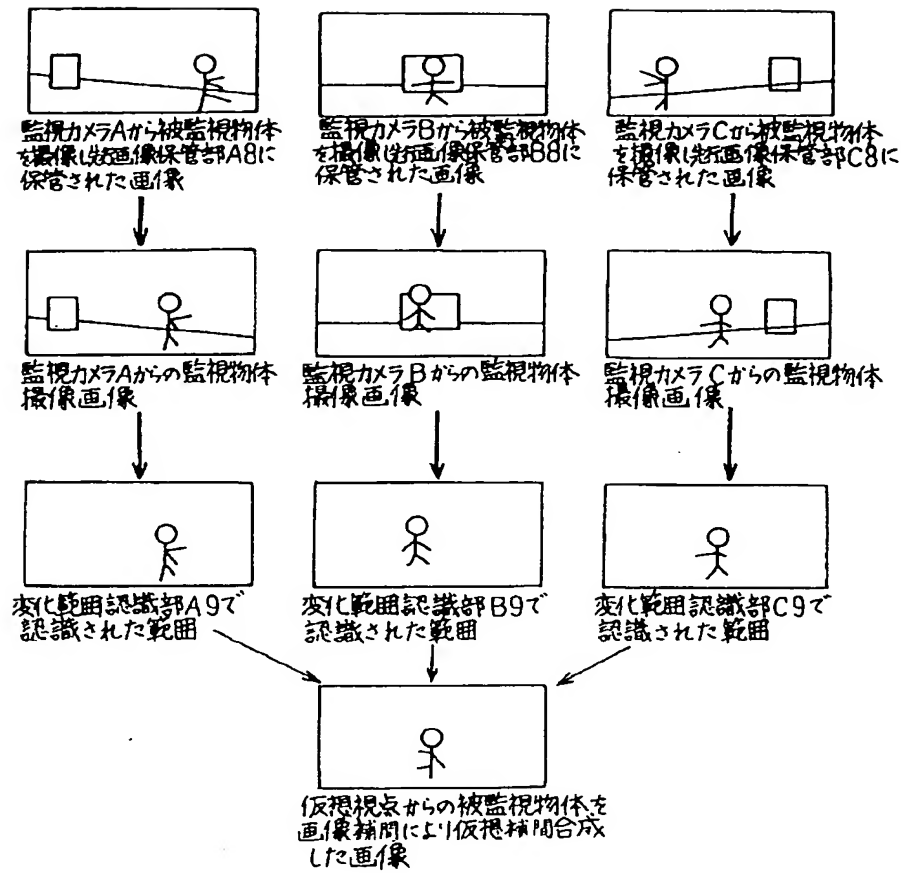 監視カメラAから被監視物体
を撮像し先行画像保管部A8に
保管された画像
監視カメラBから被監視物体
を撮像し先行画像保管部B8に
保管された画像
監視カメラCから被監視物体
を撮像し先行画像保管部C8に
保管された画像
監視カメラAからの監視物体
撮像画像
監視カメラBからの監視物体
撮像画像
監視カメラCからの監視物体
撮像画像
変化範囲認識部A9で
認識された範囲
変化範囲認識部B9で
認識された範囲
変化範囲認識部C9で
認識された範囲
仮想視点からの被監視物体を
画像補間により仮想補間合成
した画像